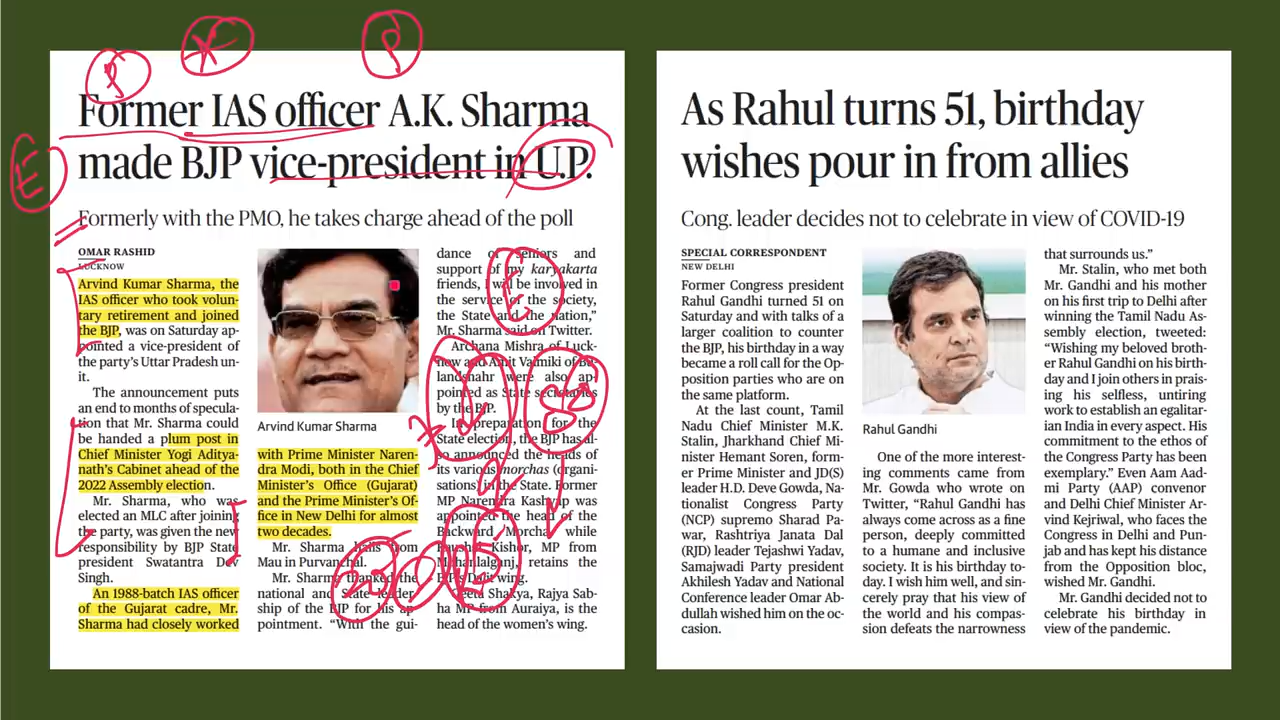 Former IAS officer A.K. Sharma
made BJP vice-president in U.P.
Formerly with the PMO, he takes charge ahead of the poll
OMAR RASHID
LUCKNOW
Arvind Kumar Sharma, the
IAS officer who took volun-
tary retirement and joined
the BJP, was on Saturday ap-
pointed a vice-president of
the party's Uttar Pradesh un-
it.
The announcement puts
an end to months of specula-
tion that Mr. Sharma could
be handed a plum post in
Chief Minister Yogi Aditya-
nath's Cabinet ahead of the
2022 Assembly election.
Mr. Sharma, who was
elected an MLC after joining
the party, was given the new
responsibility by BJP State
president Swatantra Dev
Singh.
An 1988-batch IAS officer
of the Gujarat cadre, Mr.
Sharma had closely worked
Arvind Kumar Sharma
with Prime Minister Naren-
dra Modi, both in the Chief
Minister's Office (Gujarat)
and the Prime Minister's Of-
fice in New Delhi for almost
two decades.
Mr. Sharma hails from
Mau in Purvanchal.
Mr. Sharma thanked the
national and State leader-
ship of the BJP for his ap-
pointment. "With the gui-
dance of seniors and
support of my karyakarta
friends, I will be involved in
the service of the society,
the State and the nation,"
Mr. Sharma said on Twitter.
Archana Mishra of Luck-
now and Amit Valmiki of Bu-
landshahr were also ap-
pointed as State secretaries
by the BJP.
In preparation for the
State election, the BJP has al-
so announced the heads of
its various morchas (organi-
sations) in the State. Former
MP Narendra Kashyap was
appointed the head of the
Backward Morcha while
Kaushal Kishor, MP from
Mohanlalganj, retains the
BJP's Dalit wing.
Geeta Shakya, Rajya Sab-
ha MP from Auraiya, is the
head of the women's wing.
As Rahul turns 51, birthday
wishes pour in from allies
Cong. leader decides not to celebrate in view of COVID-19
SPECIAL CORRESPONDENT
NEW DELHI
Former Congress president
Rahul Gandhi turned 51 on
Saturday and with talks of a
larger coalition to counter
the BJP, his birthday in a way
became a roll call for the Op-
position parties who are on
the same platform.
At the last count, Tamil
Nadu Chief Minister M.K.
Stalin, Jharkhand Chief Mi-
nister Hemant Soren, form-
er Prime Minister and JD(S)
leader H.D. Deve Gowda, Na-
tionalist Congress Party
(NCP) supremo Sharad Pa-
war, Rashtriya Janata Dal
(RJD) leader Tejashwi Yadav,
Samajwadi Party president
Akhilesh Yadav and National
Conference leader Omar Ab-
dullah wished him on the oc-
casion.
Rahul Gandhi
One of the more interest-
ing comments came from
Mr. Gowda who wrote on
Twitter, "Rahul Gandhi has
always come across as a fine
person, deeply committed
to a humane and inclusive
society. It is his birthday to-
day. I wish him well, and sin-
cerely pray that his view of
the world and his compas-
sion defeats the narrowness
that surrounds us."
Mr. Stalin, who met both
Mr. Gandhi and his mother
on his first trip to Delhi after
winning the Tamil Nadu As-
sembly election, tweeted:
"Wishing my beloved broth-
er Rahul Gandhi on his birth-
day and I join others in prais-
ing his selfless, untiring
work to establish an egalitar-
ian India in every aspect. His
commitment to the ethos of
the Congress Party has been
exemplary." Even Aam Aad-
mi Party (AAP) convenor
and Delhi Chief Minister Ar-
vind Kejriwal, who faces the
Congress in Delhi and Pun-
jab and has kept his distance
from the Opposition bloc,
wished Mr. Gandhi.
Mr. Gandhi decided not to
celebrate his birthday in
view of the pandemic.